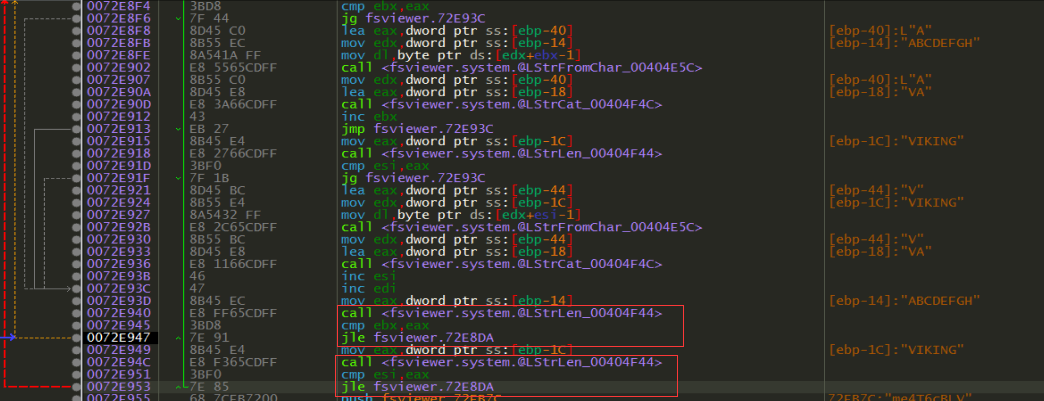 0072E8F4 3BD8 cmp ebx,eax
0072E8F6 7F 44 jg fsviewer.72E93C
0072E8F8 8D45 C0 lea eax,dword ptr ss:[ebp-40] [ebp-40]:L"A"
0072E8FB 8B55 EC mov edx,dword ptr ss:[ebp-14] [ebp-14]:"ABCDEFGH"
0072E8FE 8A541A FF mov dl,byte ptr ds:[edx+ebx-1]
0072E902 E8 5565CDFF call <fsviewer.system.@LStrFromChar_00404E5C>
0072E907 8B55 C0 mov edx,dword ptr ss:[ebp-40] [ebp-40]:L"A"
0072E90A 8D45 E8 lea eax,dword ptr ss:[ebp-18] [ebp-18]:"VA"
0072E90D E8 3A66CDFF call <fsviewer.system.@LStrCat_00404F4C>
0072E912 43 inc ebx
0072E913 EB 27 jmp fsviewer.72E93C
0072E915 8B45 E4 mov eax,dword ptr ss:[ebp-1C] [ebp-1C]:"VIKING"
0072E918 E8 2766CDFF call <fsviewer.system.@LStrLen_00404F44>
0072E91D 3BF0 cmp esi,eax
0072E91F 7F 1B jg fsviewer.72E93C
0072E921 8D45 BC lea eax,dword ptr ss:[ebp-44] [ebp-44]:"V"
0072E924 8B55 E4 mov edx,dword ptr ss:[ebp-1C] [ebp-1C]:"VIKING"
0072E927 8A5432 FF mov dl,byte ptr ds:[edx+esi-1]
0072E92B E8 2C65CDFF call <fsviewer.system.@LStrFromChar_00404E5C>
0072E930 8B55 BC mov edx,dword ptr ss:[ebp-44] [ebp-44]:"V"
0072E933 8D45 E8 lea eax,dword ptr ss:[ebp-18] [ebp-18]:"VA"
0072E936 E8 1166CDFF call <fsviewer.system.@LStrCat_00404F4C>
0072E93B 46 inc esi
0072E93C 47 inc edi
0072E93D 8B45 EC mov eax,dword ptr ss:[ebp-14] [ebp-14]:"ABCDEFGH"
0072E940 E8 FF65CDFF call <fsviewer.system.@LStrLen_00404F44>
0072E945 3BD8 cmp ebx,eax
0072E947 7E 91 jle fsviewer.72E8DA
0072E949 8B45 E4 mov eax,dword ptr ss:[ebp-1C] [ebp-1C]:"VIKING"
0072E94C E8 F365CDFF call <fsviewer.system.@LStrLen_00404F44>
0072E951 3BF0 cmp esi,eax
0072E953 7E 85 jle fsviewer.72E8DA
0072E955 68 7CEB7200 push fsviewer.72EB7C